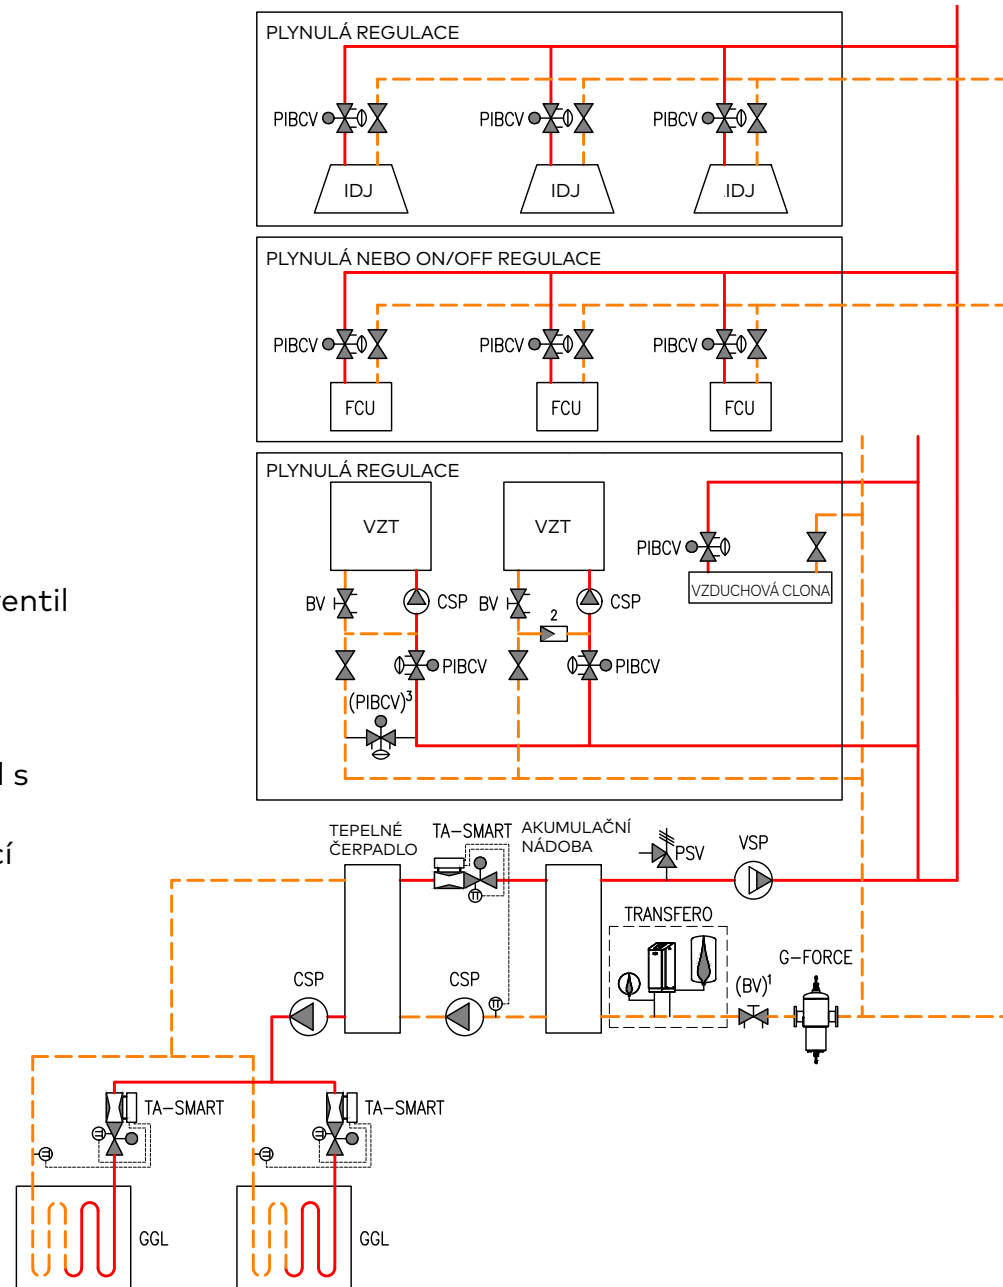 PLYNULÁ REGULACE
PIBCV PIBCV PIBCV
IDJ IDJ IDJ
PLYNULÁ NEBO ON/OFF REGULACE
PIBCV PIBCV PIBCV
FCU FCU FCU
PLYNULÁ REGULACE
VZT VZT
PIBCV
VZDUCHOVÁ CLONA
BV CSP BV CSP
2
PIBCV PIBCV
(PIBCV)³
entil
l s
cí
TEPELNÉ
ČERPADLO
TA-SMART
AKUMULAČNÍ
NÁDOBA
PSV
VSP
TRANSFERO
G-FORCE
(BV)¹
CSP CSP
TA-SMART TA-SMART
GGL GGL